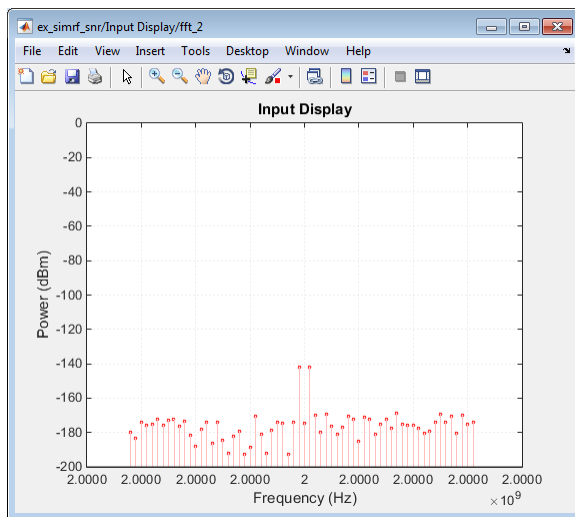 ex_simrf_snr/Input Display/fft_2
File Edit View Insert Tools Desktop Window Help
Input Display
0
-20
-40
-60
-80
-100
-120
-140
-160
-180
-200
Power (dBm)
2.0000 2.0000 2.0000 2.0000 2 2.0000 2.0000 2.0000 2.0000
Frequency (Hz)
×10^9